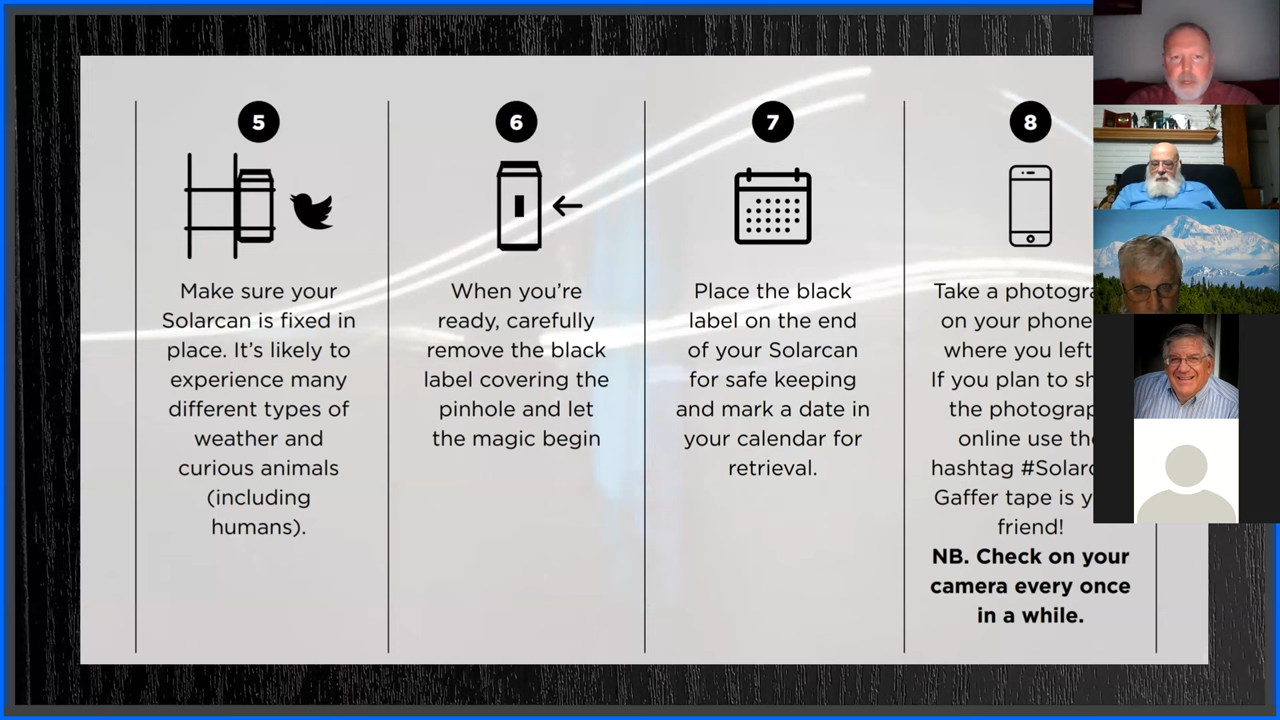 5
Make sure your
Solarcan is fixed in
place. It's likely to
experience many
different types of
weather and
curious animals
(including
humans).
6
When you're
ready, carefully
remove the black
label covering the
pinhole and let
the magic begin
7
Place the black
label on the end
of your Solarcan
for safe keeping
and mark a date in
your calendar for
retrieval.
8
Take a
on your phone
where you left
If you plan to
the
online use
hashtag
Gaffer tape is
friend!
NB. Check on your
camera every once
in a while.